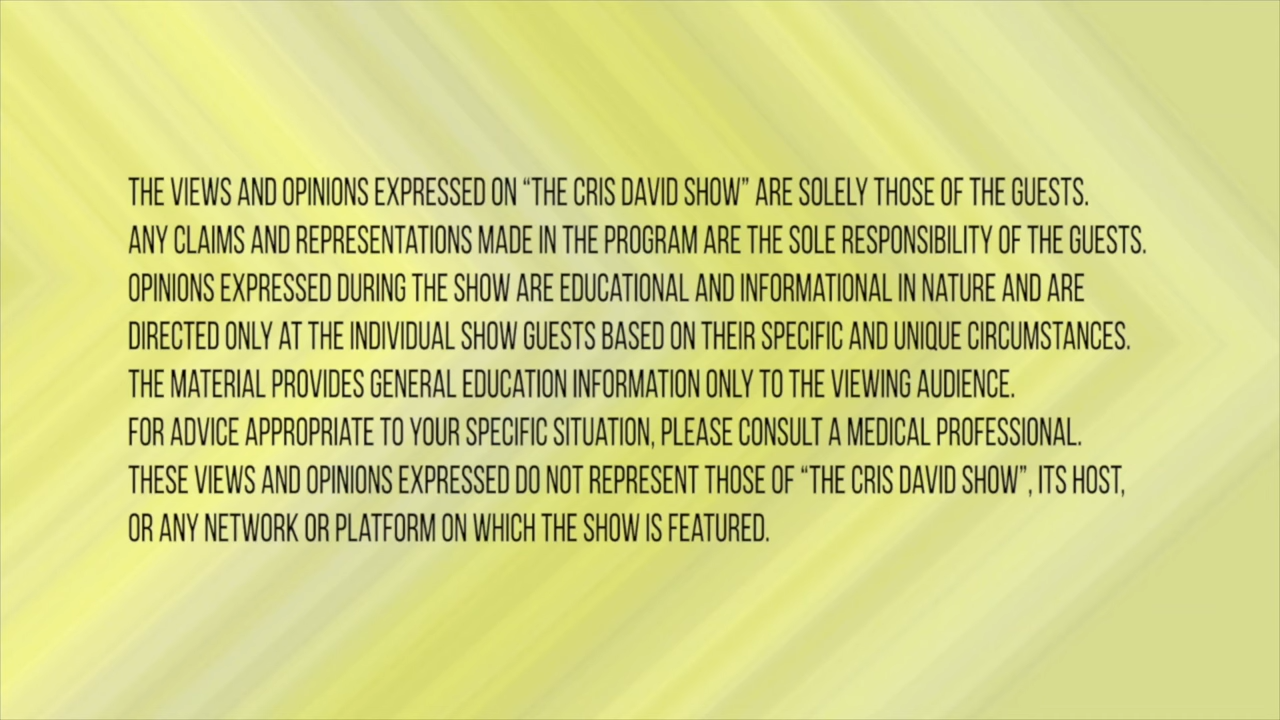 THE VIEWS AND OPINIONS EXPRESSED ON “THE CRIS DAVID SHOW” ARE SOLELY THOSE OF THE GUESTS.
ANY CLAIMS AND REPRESENTATIONS MADE IN THE PROGRAM ARE THE SOLE RESPONSIBILITY OF THE GUESTS.
OPINIONS EXPRESSED DURING THE SHOW ARE EDUCATIONAL AND INFORMATIONAL IN NATURE AND ARE
DIRECTED ONLY AT THE INDIVIDUAL SHOW GUESTS BASED ON THEIR SPECIFIC AND UNIQUE CIRCUMSTANCES.
THE MATERIAL PROVIDES GENERAL EDUCATION INFORMATION ONLY TO THE VIEWING AUDIENCE.
FOR ADVICE APPROPRIATE TO YOUR SPECIFIC SITUATION, PLEASE CONSULT A MEDICAL PROFESSIONAL.
THESE VIEWS AND OPINIONS EXPRESSED DO NOT REPRESENT THOSE OF “THE CRIS DAVID SHOW”, ITS HOST,
OR ANY NETWORK OR PLATFORM ON WHICH THE SHOW IS FEATURED.